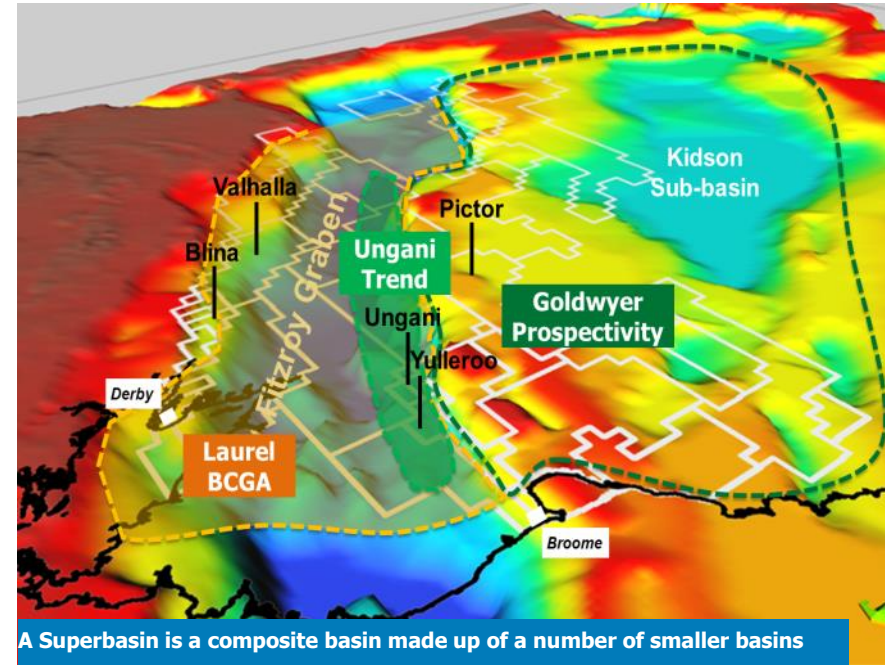 Kidson
Sub-basin
Valhalla
Pictor
Blina
Ungani
Trend
Fitzroy Graben
Goldwyer
Prospectivity
Ungani
Yulleroo
Derby
Laurel
BCGA
Broome
A Superbasin is a composite basin made up of a number of smaller basins